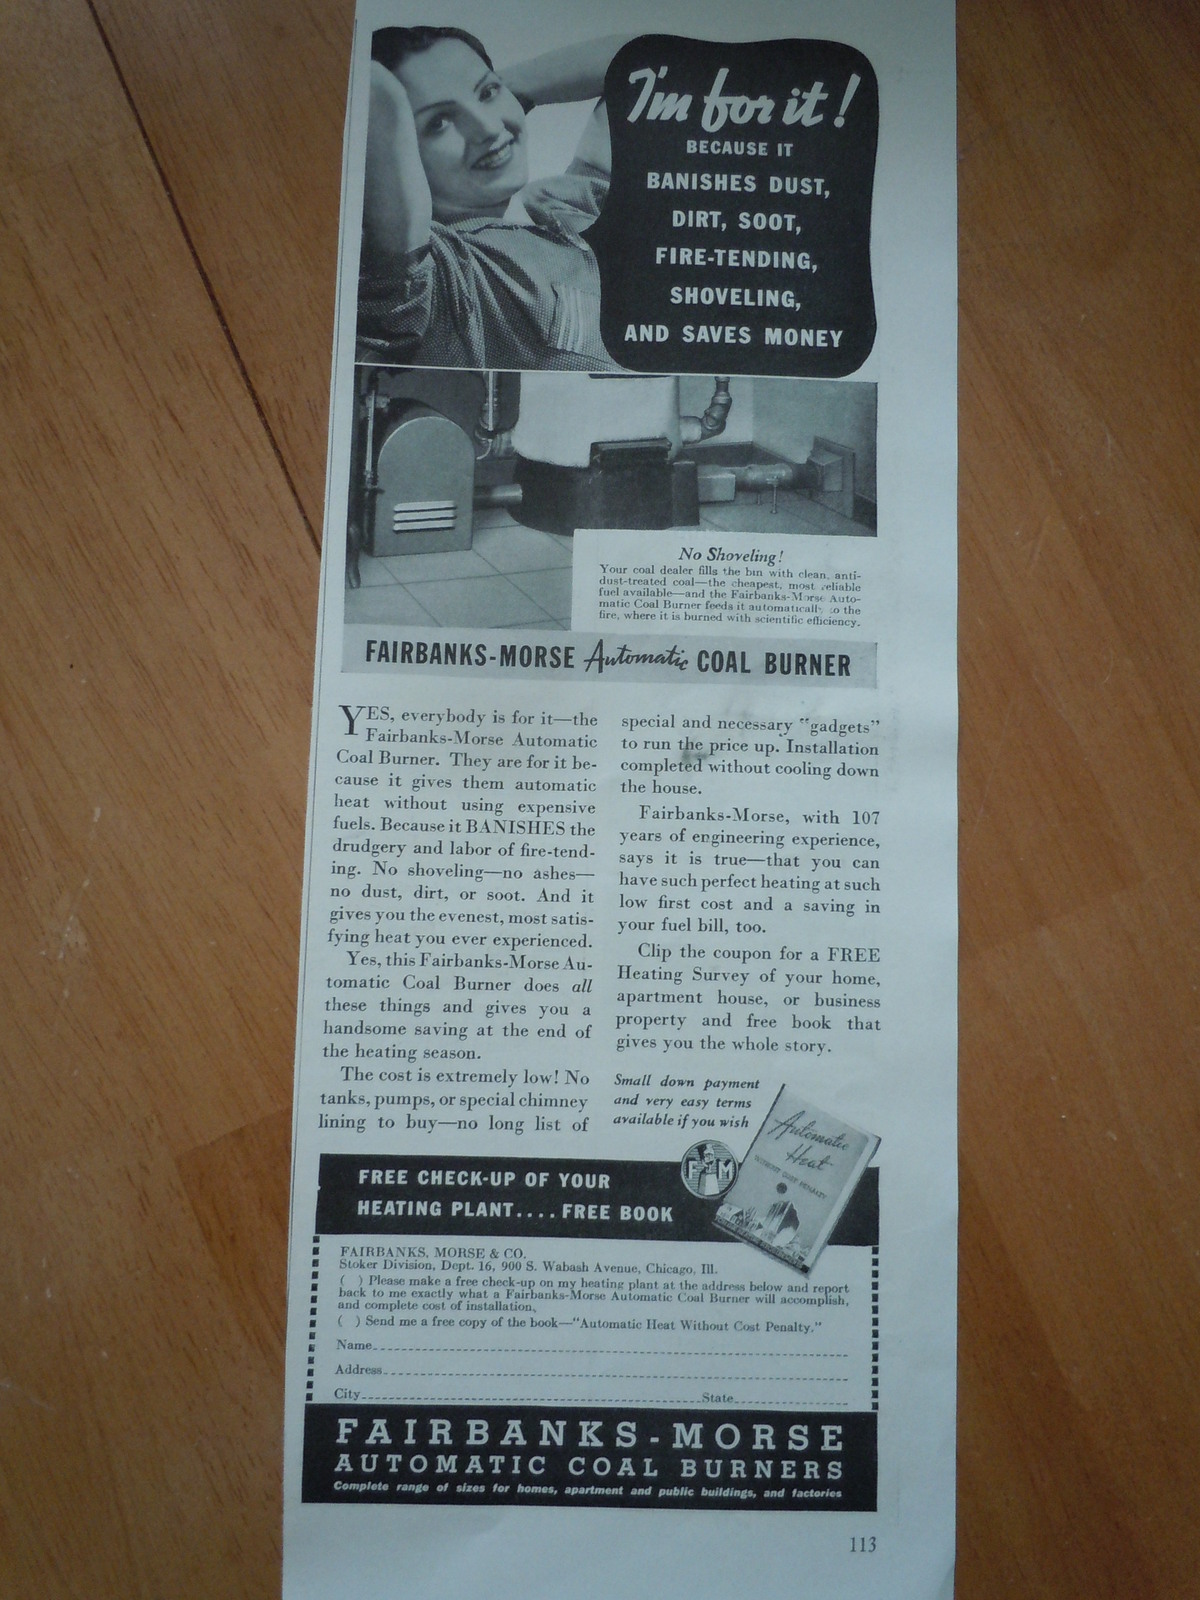 I'm for it!
BECAUSE IT
BANISHES DUST,
DIRT, SOOT,
FIRE-TENDING,
SHOVELING,
AND SAVES MONEY
No Shoveling!
Your coal dealer fills the bin with clean, anti-
dust-treated coal—the cheapest, most reliable
fuel available—and the Fairbanks-Morse Auto-
matic Coal Burner feeds it automatically to the
fire, where it is burned with scientific efficiency.
FAIRBANKS-MORSE Automatic COAL BURNER
YES, everybody is for it—the
Fairbanks-Morse Automatic
Coal Burner. They are for it be-
cause it gives them automatic
heat without using expensive
fuels. Because it BANISHES the
drudgery and labor of fire-tend-
ing. No shoveling—no ashes—
no dust, dirt, or soot. And it
gives you the evenest, most satis-
fying heat you ever experienced.
Yes, this Fairbanks-Morse Au-
tomatic Coal Burner does all
these things and gives you a
handsome saving at the end of
the heating season.
The cost is extremely low! No
tanks, pumps, or special chimney
lining to buy—no long list of
special and necessary "gadgets"
to run the price up. Installation
completed without cooling down
the house.
Fairbanks-Morse, with 107
years of engineering experience,
says it is true—that you can
have such perfect heating at such
low first cost and a saving in
your fuel bill, too.
Clip the coupon for a FREE
Heating Survey of your home,
apartment house, or business
property and free book that
gives you the whole story.
Small down payment
and very easy terms
available if you wish
Automatic
Heat
WITHOUT COST PENALTY
F M
FREE CHECK-UP OF YOUR
HEATING PLANT....FREE BOOK
FAIRBANKS, MORSE & CO.
Stoker Division, Dept. 16, 900 S. Wabash Avenue, Chicago, Ill.
( ) Please make a free check-up on my heating plant at the address below and report
back to me exactly what a Fairbanks-Morse Automatic Coal Burner will accomplish,
and complete cost of installation.
( ) Send me a free copy of the book—"Automatic Heat Without Cost Penalty."
Name
Address
City State
FAIRBANKS-MORSE
AUTOMATIC COAL BURNERS
Complete range of sizes for homes, apartment and public buildings, and factories
113